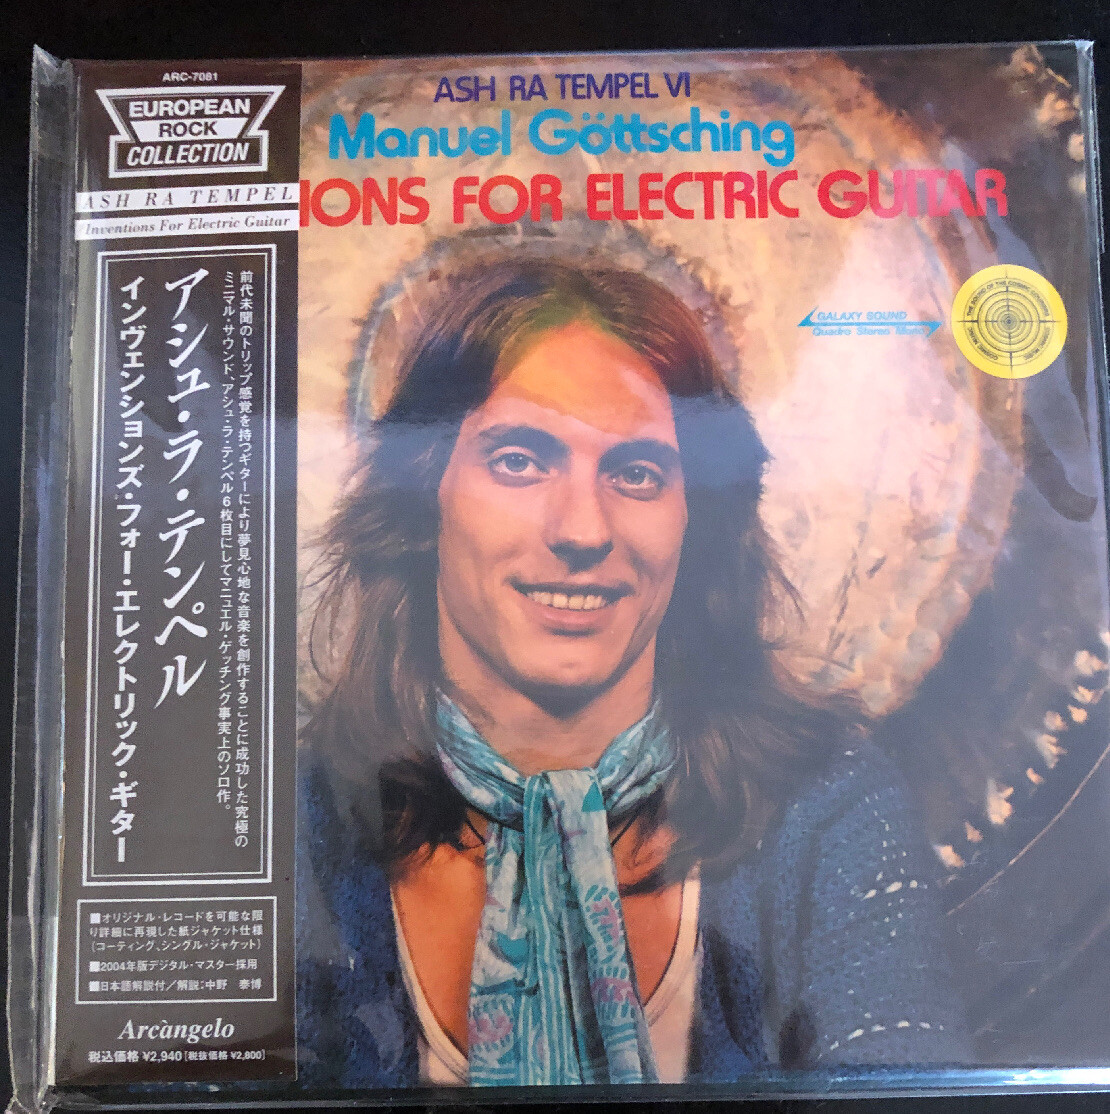 ARC-7081
EUROPEAN
ROCK
COLLECTION
ASH RA TEMPEL
Inventions For Electric Guitar
アシュ・ラ・テンペル
インヴェンションズ・フォー・エレクトリック・ギター
前代未聞のトリップ感覚を持つギターにより夢見心地な音楽を創作することに成功した究極の
ミニマル・サウンド、アシュ・ラ・テンペル6枚目にしてマニュエル・ゲッチング事実上のソロ作。
■オリジナル・レコードを可能な限
り詳細に再現した紙ジャケット仕様
(コーティング、シングル・ジャケット)
■2004年版デジタル・マスター採用
■日本語解説付/解説:中野 泰博
Arcàngelo
税込価格 ¥2,940[税抜価格 ¥2,800]
ASH RA TEMPEL VI
Manuel Göttsching
IONS FOR ELECTRIC GUITAR
GALAXY SOUND
Quadro Stereo Music
THE SOUND OF THE COSMIC COURIERS
COSMIC MUSIC